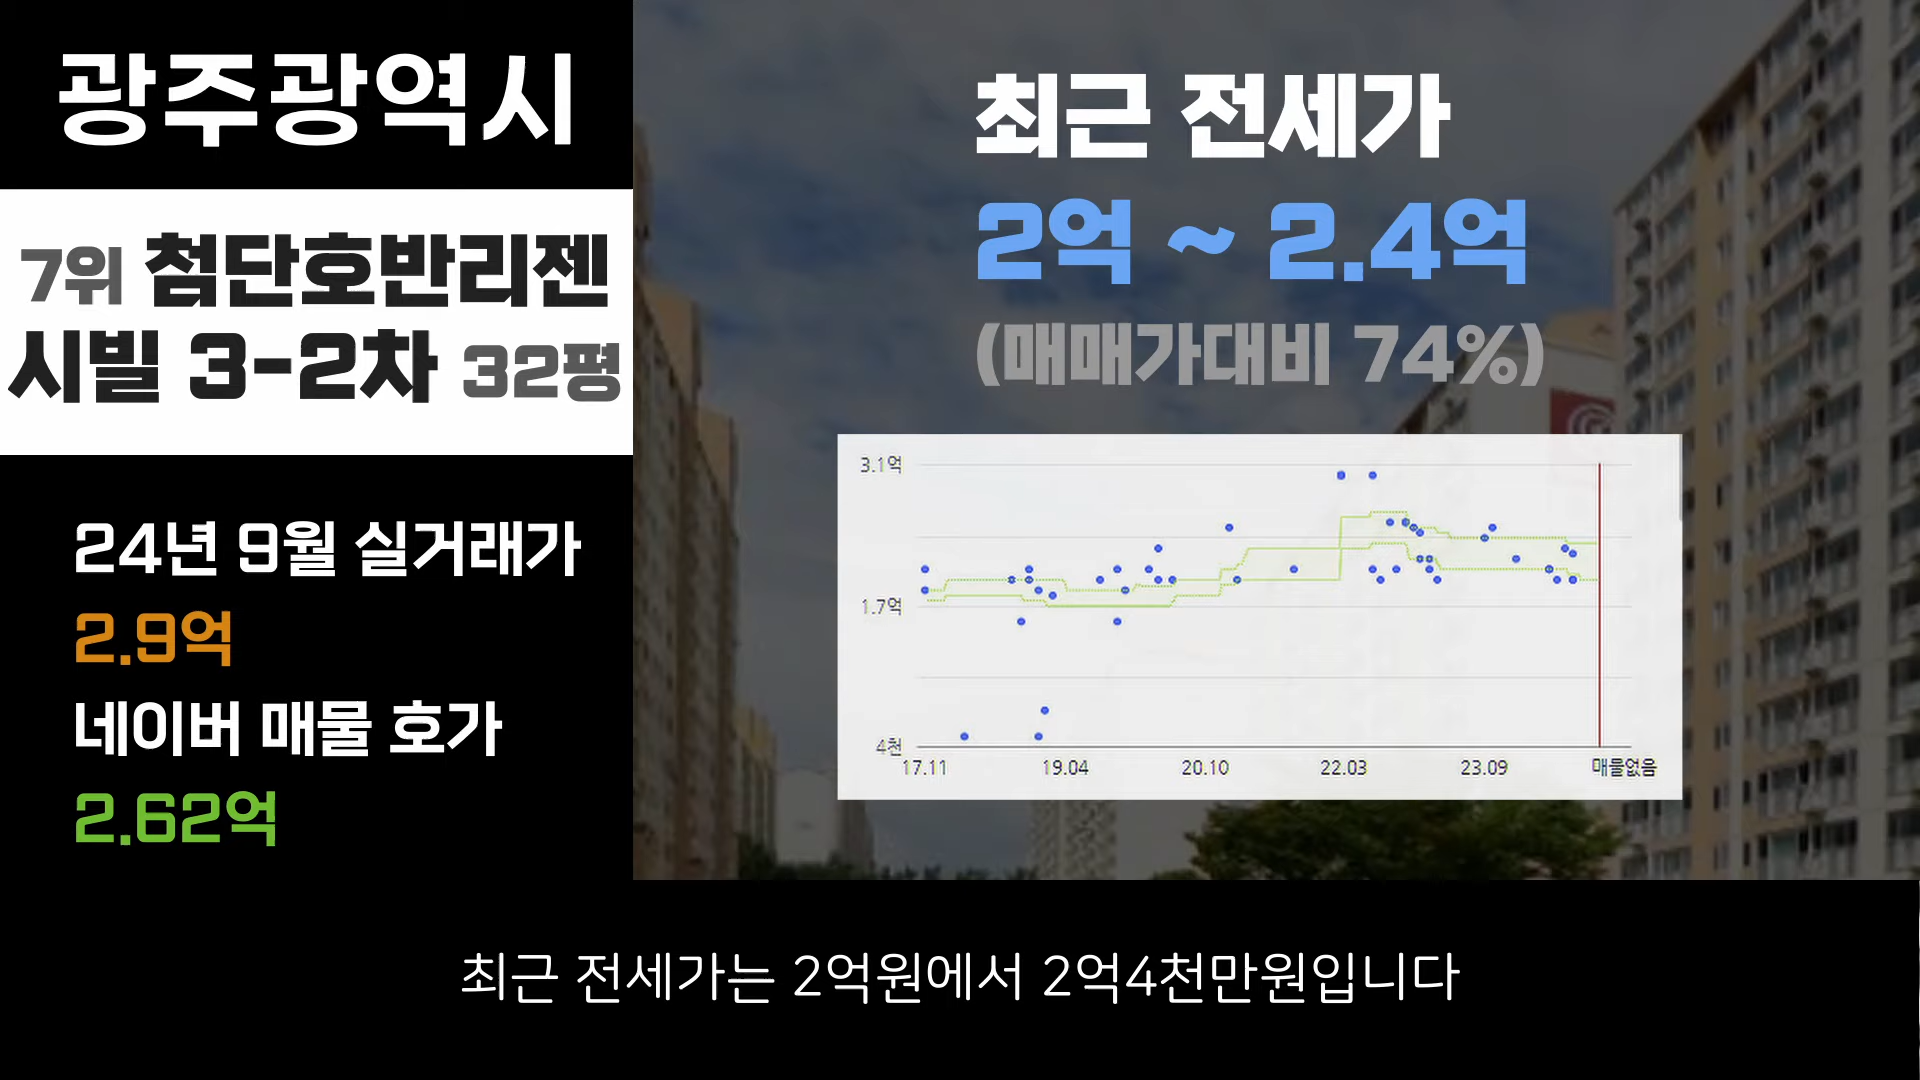 광주광역시
7위 첨단호반리젠
시빌 3-2차 32평
24년 9월 실거래가
2.9억
네이버 매물 호가
2.62억
최근 전세가
2억 ~ 2.4억
(매매가대비 74%)
3.1억
1.7억
4천
17.11 19.04 20.10 22.03 23.09 매물없음
최근 전세가는 2억원에서 2억4천만원입니다